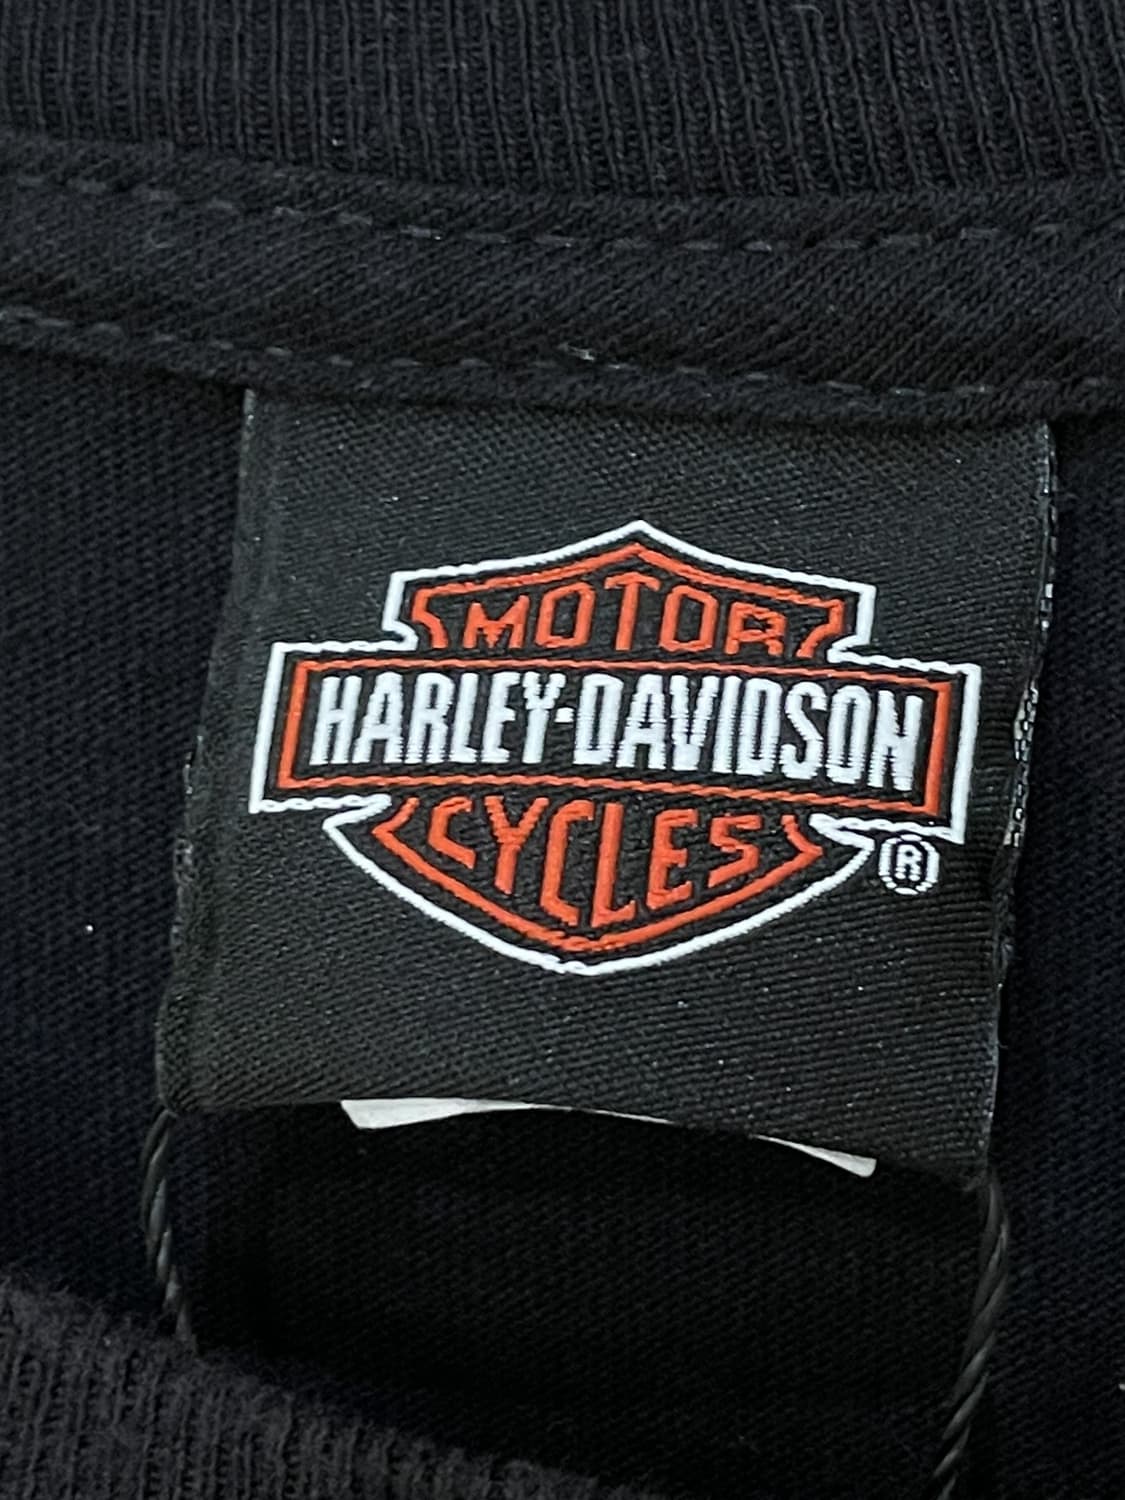 MOTOR
HARLEY-DAVIDSON
CYCLES
®